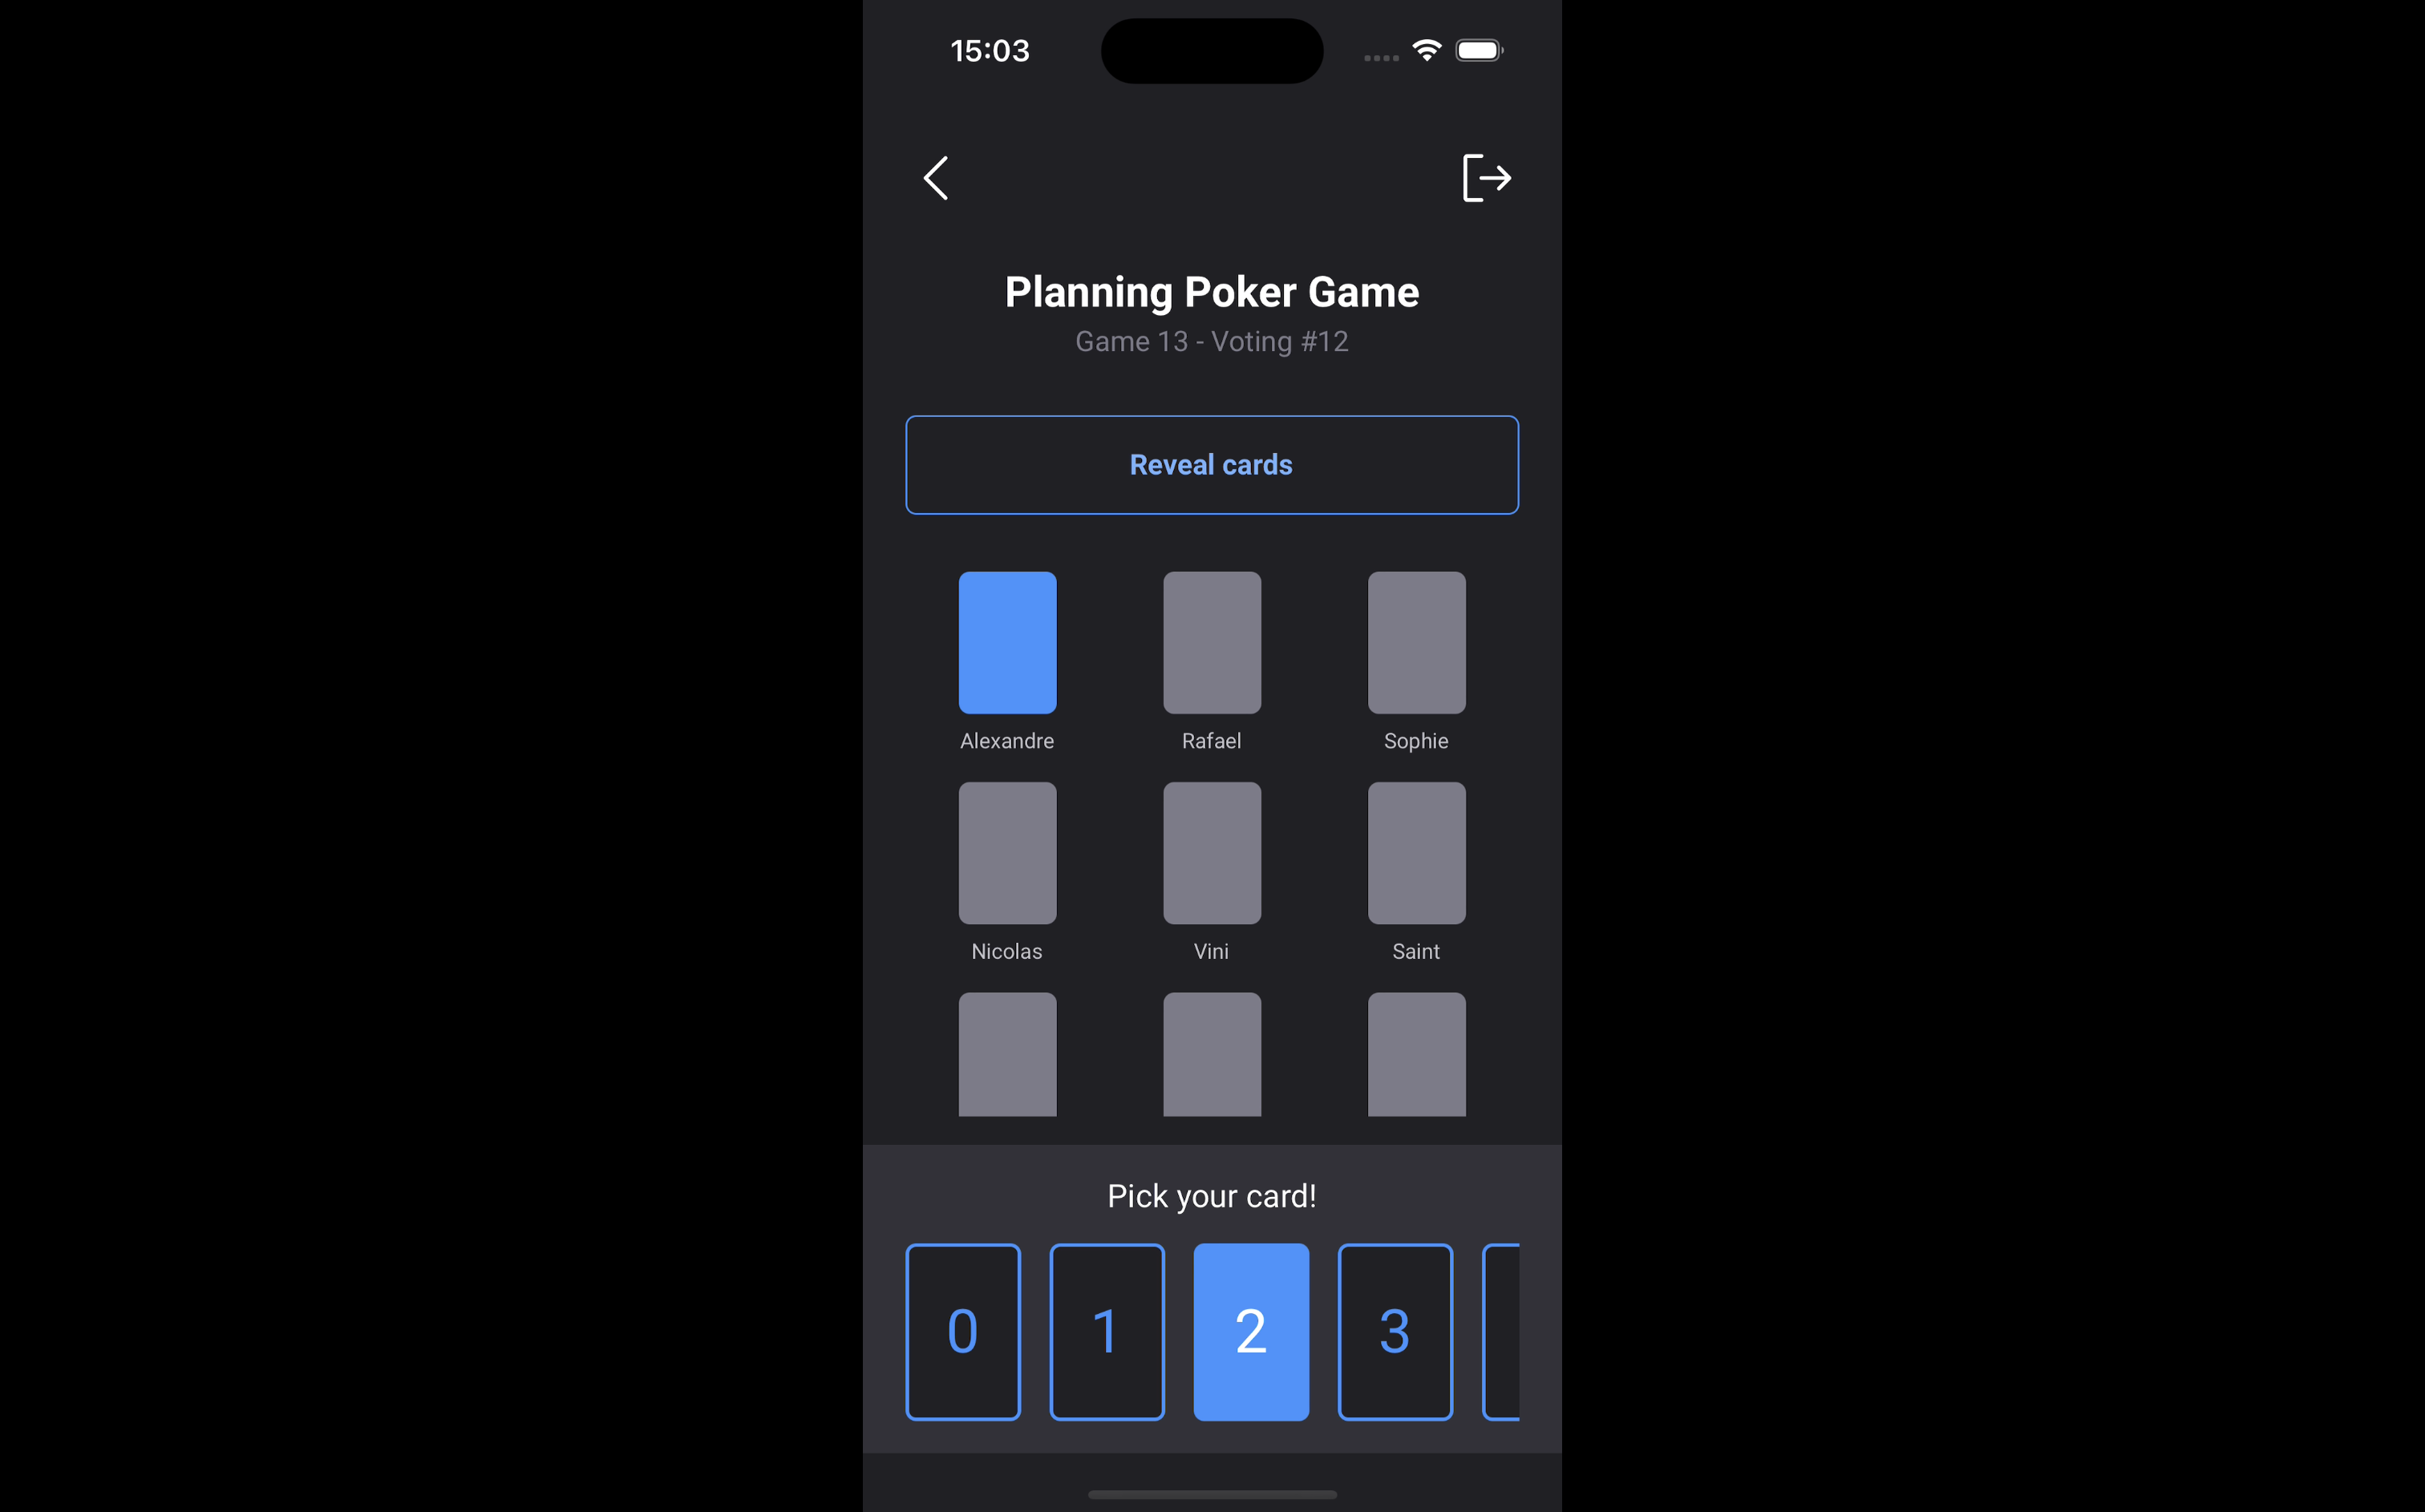 15:03
Planning Poker Game
Game 13 - Voting #12
Reveal cards
Alexandre Rafael Sophie
Nicolas Vini Saint
Pick your card!
0 1 2 3